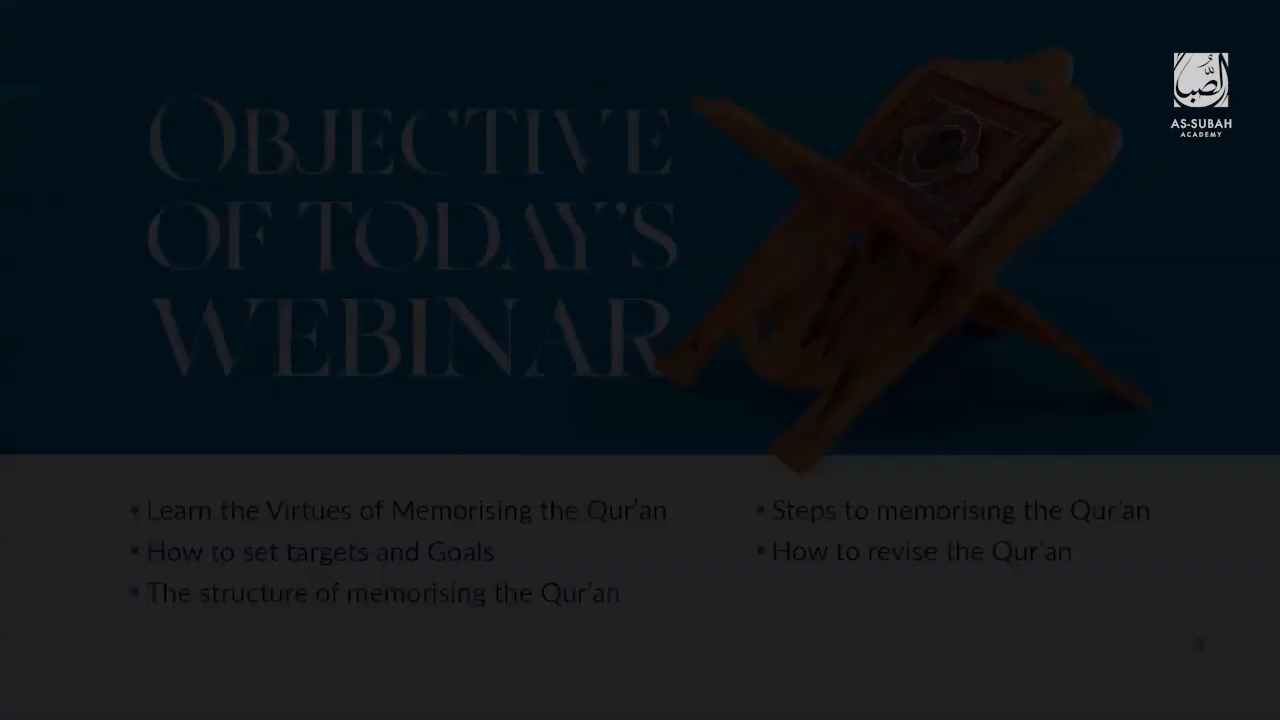 OBJECTIVE
OF TODAY'S
WEBINAR
• Learn the Virtues of Memorising the Qur'an
• How to set targets and Goals
• The structure of memorising the Qur'an
• Steps to memorising the Qur'an
• How to revise the Qur'an
الصُّبا
AS-SUBAH
ACADEMY